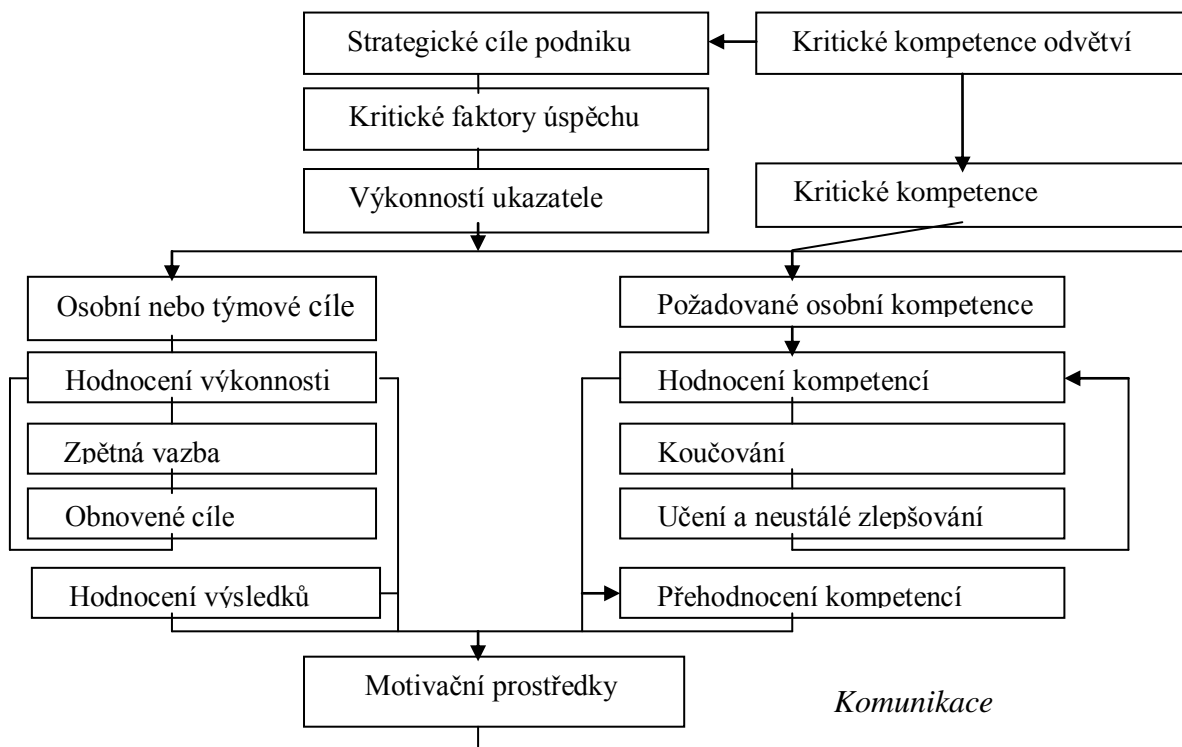 Strategické cíle podniku
Kritické kompetence odvětví
Kritické faktory úspěchu
Výkonností ukazatele
Kritické kompetence
Osobní nebo týmové cíle
Požadované osobní kompetence
Hodnocení výkonnosti
Hodnocení kompetencí
Zpětná vazba
Koučování
Obnovené cíle
Učení a neustálé zlepšování
Hodnocení výsledků
Přehodnocení kompetencí
Motivační prostředky
Komunikace